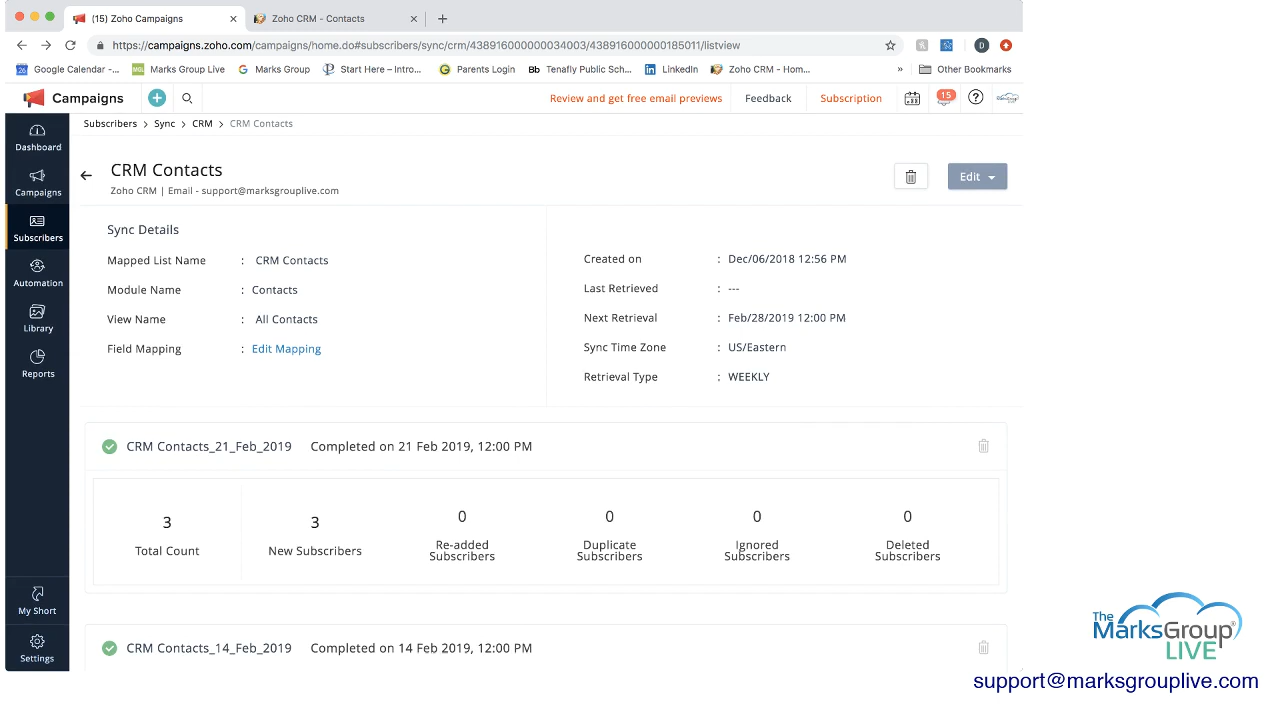 (15) Zoho Campaigns
Zoho CRM - Contacts
https://campaigns.zoho.com/campaigns/home.do#subscribers/sync/crm/438916000000034003/438916000000185011/listview
D
26 Google Calendar -...
MGL Marks Group Live
G Marks Group
Start Here – Intro...
G Parents Login
Bb Tenafly Public Sch...
in LinkedIn
Zoho CRM - Hom...
»
Other Bookmarks
Campaigns
Review and get free email previews
Feedback
Subscription
15
Subscribers > Sync > CRM > CRM Contacts
Dashboard
Campaigns
Subscribers
Automation
Library
Reports
My Short
Settings
CRM Contacts
Zoho CRM | Email - support@marksgrouplive.com
Edit
Sync Details
Mapped List Name : CRM Contacts
Module Name : Contacts
View Name : All Contacts
Field Mapping : Edit Mapping
Created on : Dec/06/2018 12:56 PM
Last Retrieved : ---
Next Retrieval : Feb/28/2019 12:00 PM
Sync Time Zone : US/Eastern
Retrieval Type : WEEKLY
CRM Contacts_21_Feb_2019 Completed on 21 Feb 2019, 12:00 PM
3
Total Count
3
New Subscribers
0
Re-added
Subscribers
0
Duplicate
Subscribers
0
Ignored
Subscribers
0
Deleted
Subscribers
CRM Contacts_14_Feb_2019 Completed on 14 Feb 2019, 12:00 PM
The
MarksGroup®
LIVE
support@marksgrouplive.com